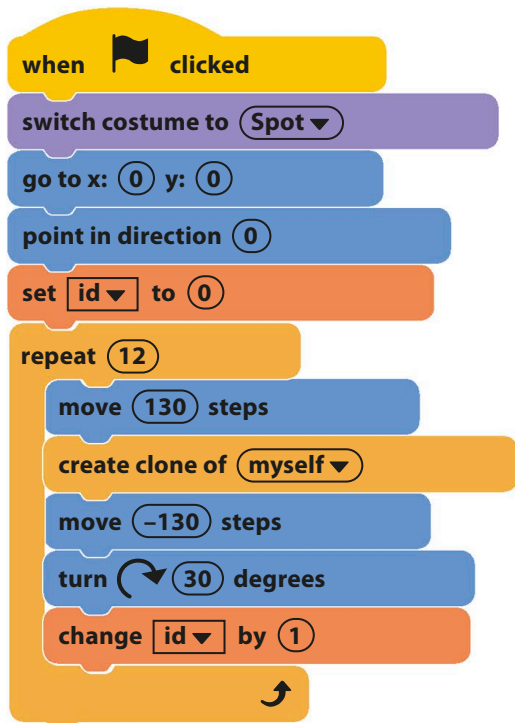 when clicked
switch costume to Spot
go to x: 0 y: 0
point in direction 0
set id to 0
repeat 12
move 130 steps
create clone of myself
move –130 steps
turn 30 degrees
change id by 1